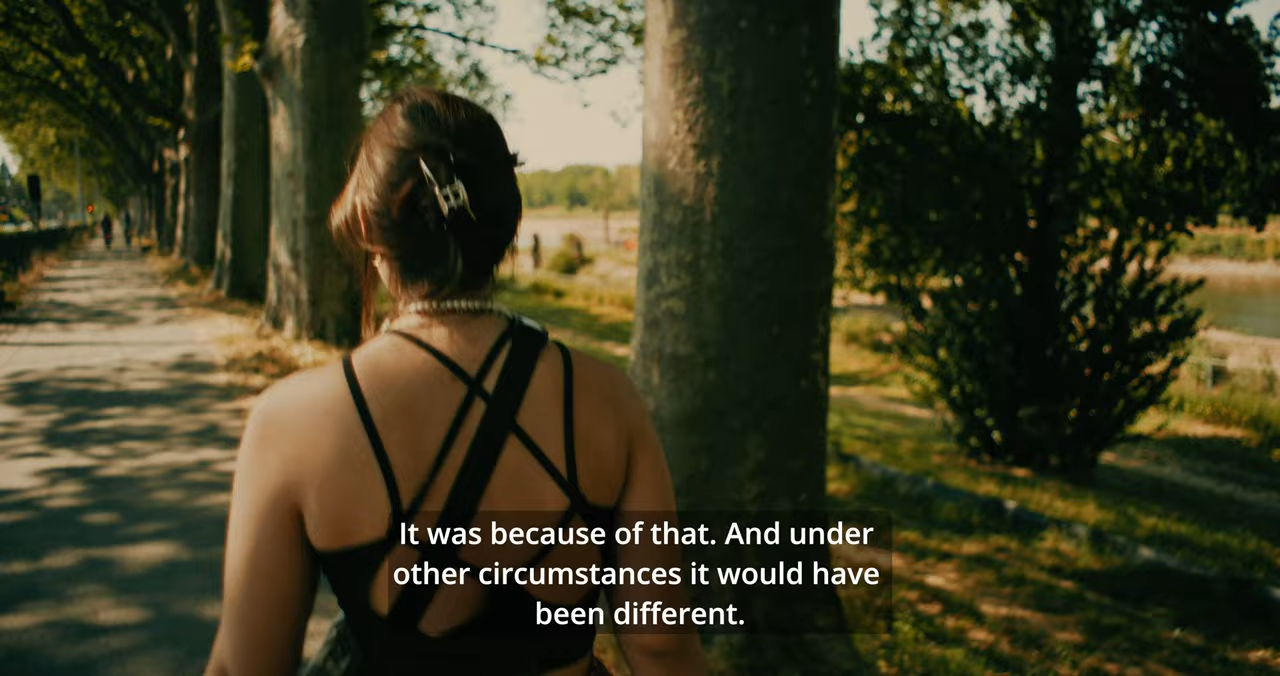 It was because of that. And under
other circumstances it would have
been different.